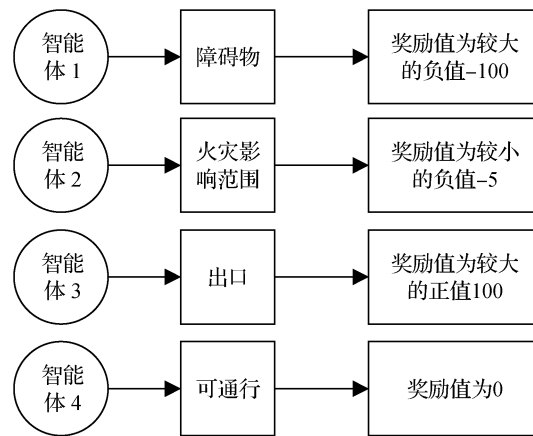 智能
体 1
障碍物
奖励值为较大
的负值–100
智能
体 2
火灾影
响范围
奖励值为较小
的负值–5
智能
体 3
出口
奖励值为较大
的正值100
智能
体 4
可通行
奖励值为0